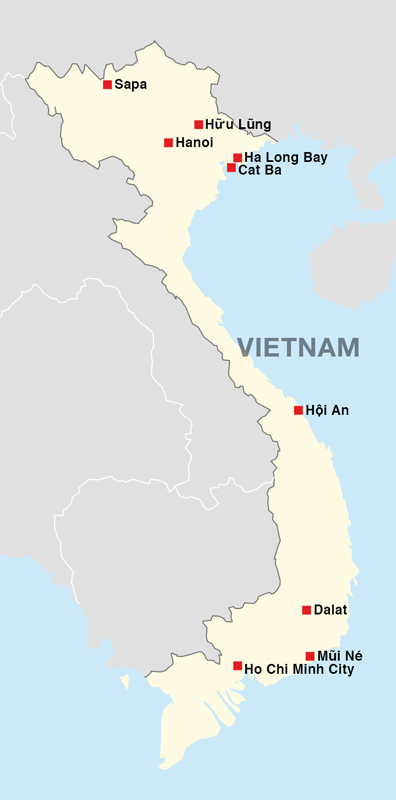 Sapa
Hữu Lũng
Hanoi
Ha Long Bay
Cat Ba
VIETNAM
Hội An
Dalat
Mũi Né
Ho Chi Minh City